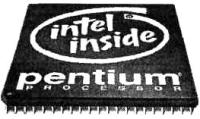 intel
inside
pentium®
PROCESSOR